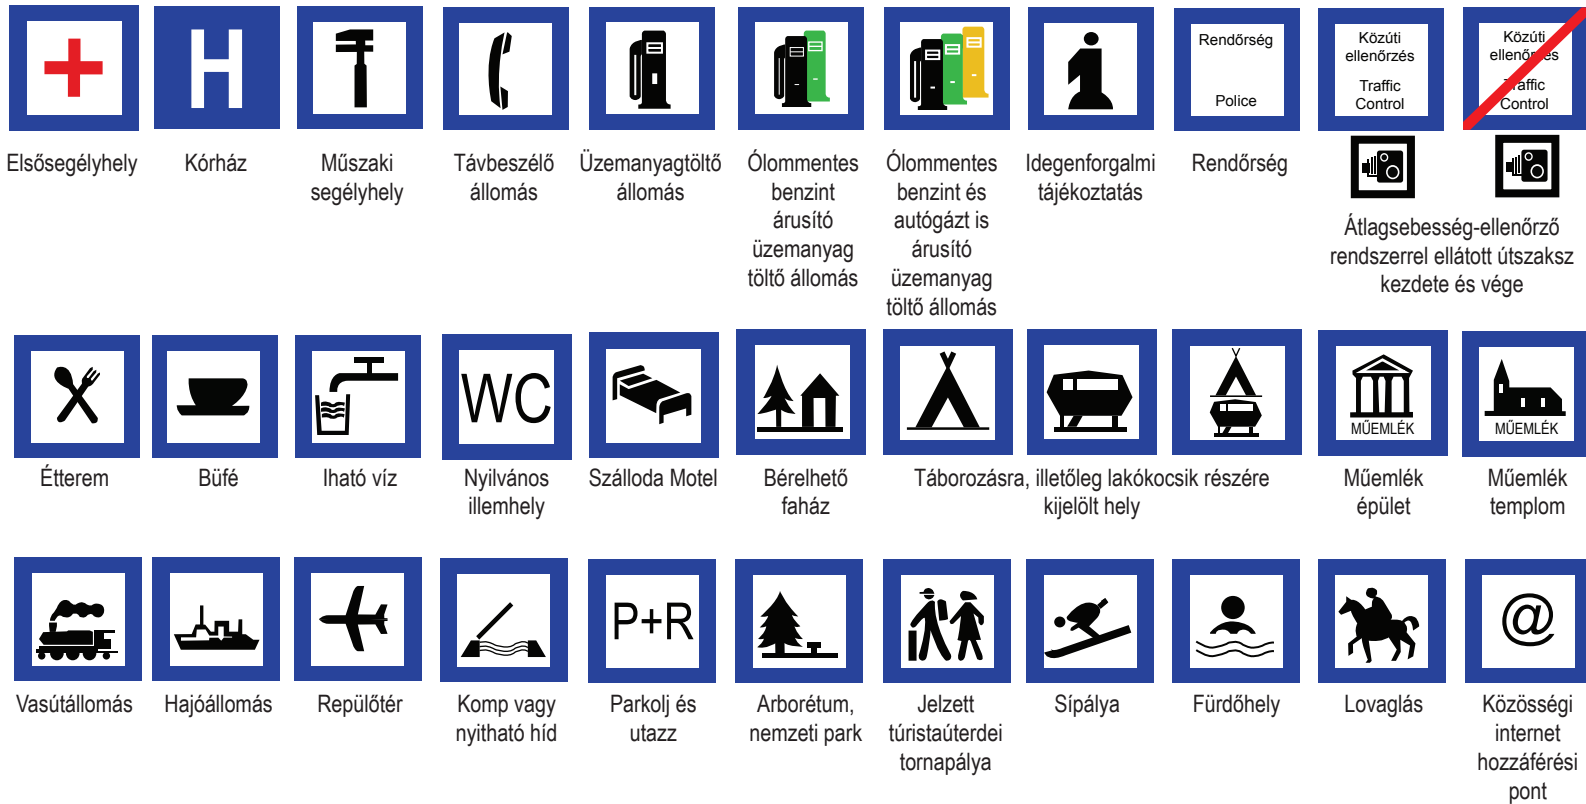 H
Rendőrség
Police
Közúti
ellenőrzés
Traffic
Control
Közúti
ellenőrzés
Traffic
Control
Elsősegélyhely
Kórház
Műszaki
segélyhely
Távbeszélő
állomás
Üzemanyagtöltő
állomás
Ólommentes
benzint
árusító
üzemanyag
töltő állomás
Ólommentes
benzint és
autógázt is
árusító
üzemanyag
töltő állomás
Idegenforgalmi
tájékoztatás
Rendőrség
Átlagsebesség-ellenőrző
rendszerrel ellátott útszaksz
kezdete és vége
WC
MŰEMLÉK
MŰEMLÉK
Étterem
Büfé
Iható víz
Nyilvános
illemhely
Szálloda Motel
Bérelhető
faház
Táborozásra, illetőleg lakókocsik részére
kijelölt hely
Műemlék
épület
Műemlék
templom
P+R
@
Vasútállomás
Hajóállomás
Repülőtér
Komp vagy
nyitható híd
Parkolj és
utazz
Arborétum,
nemzeti park
Jelzett
túristaúterdei
tornapálya
Sípálya
Fürdőhely
Lovaglás
Közösségi
internet
hozzáférési
pont